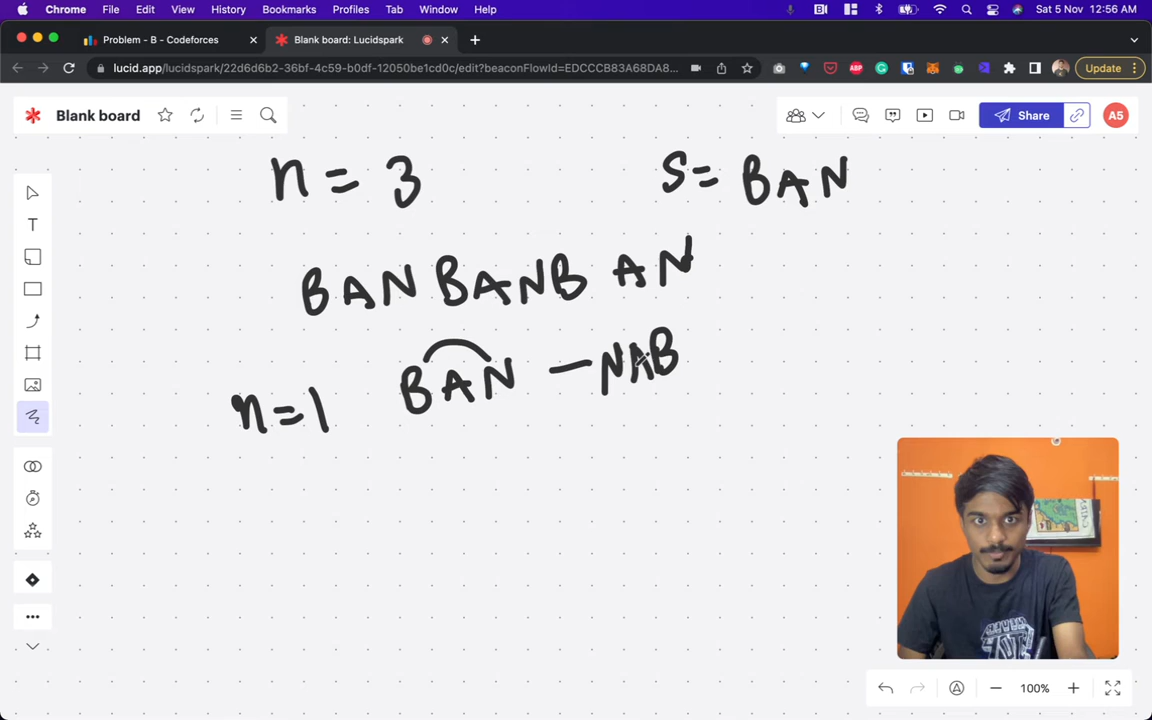 Chrome File Edit View History Bookmarks Profiles Tab Window Help Sat 5 Nov 12:56 AM
Problem - B - Codeforces Blank board: Lucidspark
lucid.app/lucidspark/22d6d6b2-36bf-4c59-b0df-12050be1cd0c/edit?beaconFlowId=EDCCCB83A68DA8... ABP Update
Blank board Share A5
n = 3 S = BAN
BANBANBAN
n=1 BAN - NAB
100%